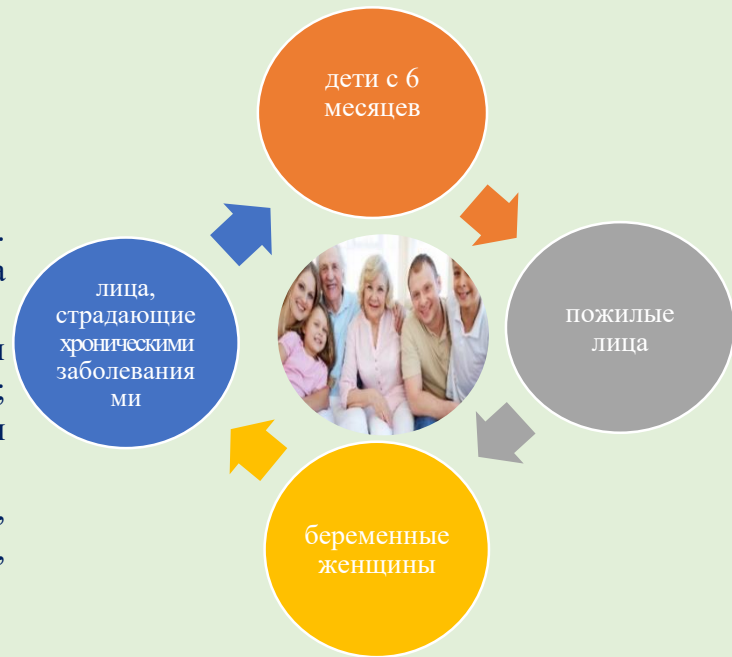 дети с 6
месяцев
лица,
страдающие
хроническими
заболевания
ми
пожилые
лица
беременные
женщины